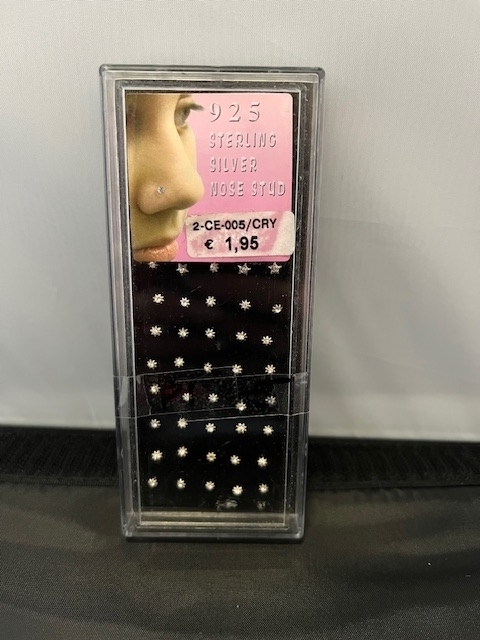 925
STERLING
SILVER
NOSE STUD
2-CE-005/CRY
€ 1,95